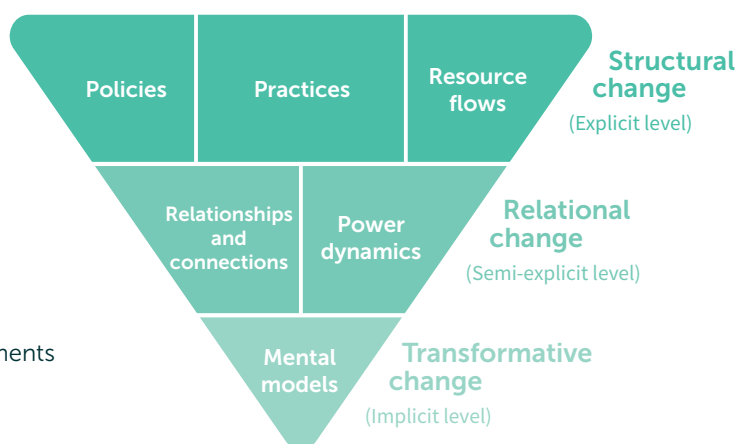 Policies
Practices
Resource
flows
Structural
change
(Explicit level)
Relationships
and
connections
Power
dynamics
Relational
change
(Semi-explicit level)
Mental
models
Transformative
change
(Implicit level)